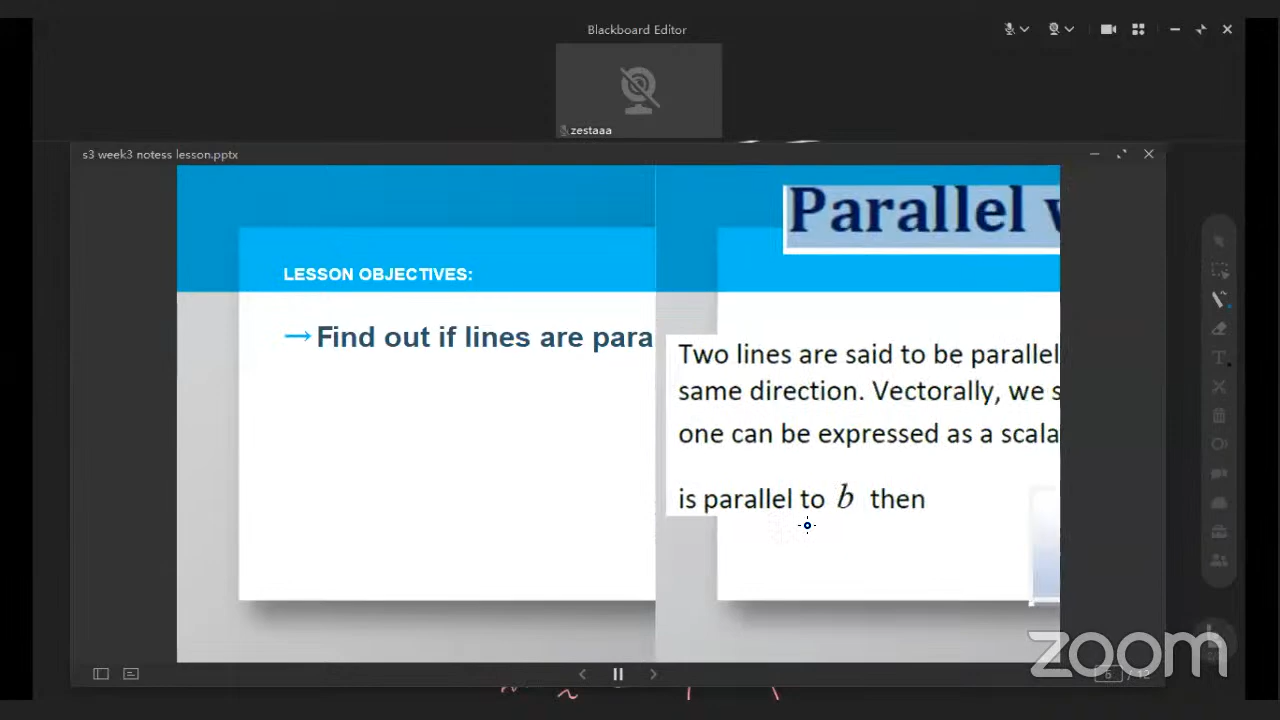 Blackboard Editor
zestaaa
s3 week3 notess lesson.pptx
LESSON OBJECTIVES:
→ Find out if lines are para
Parallel
Two lines are said to be parallel
same direction. Vectorally, we s
one can be expressed as a scala
is parallel to b then
zoom
/ 12